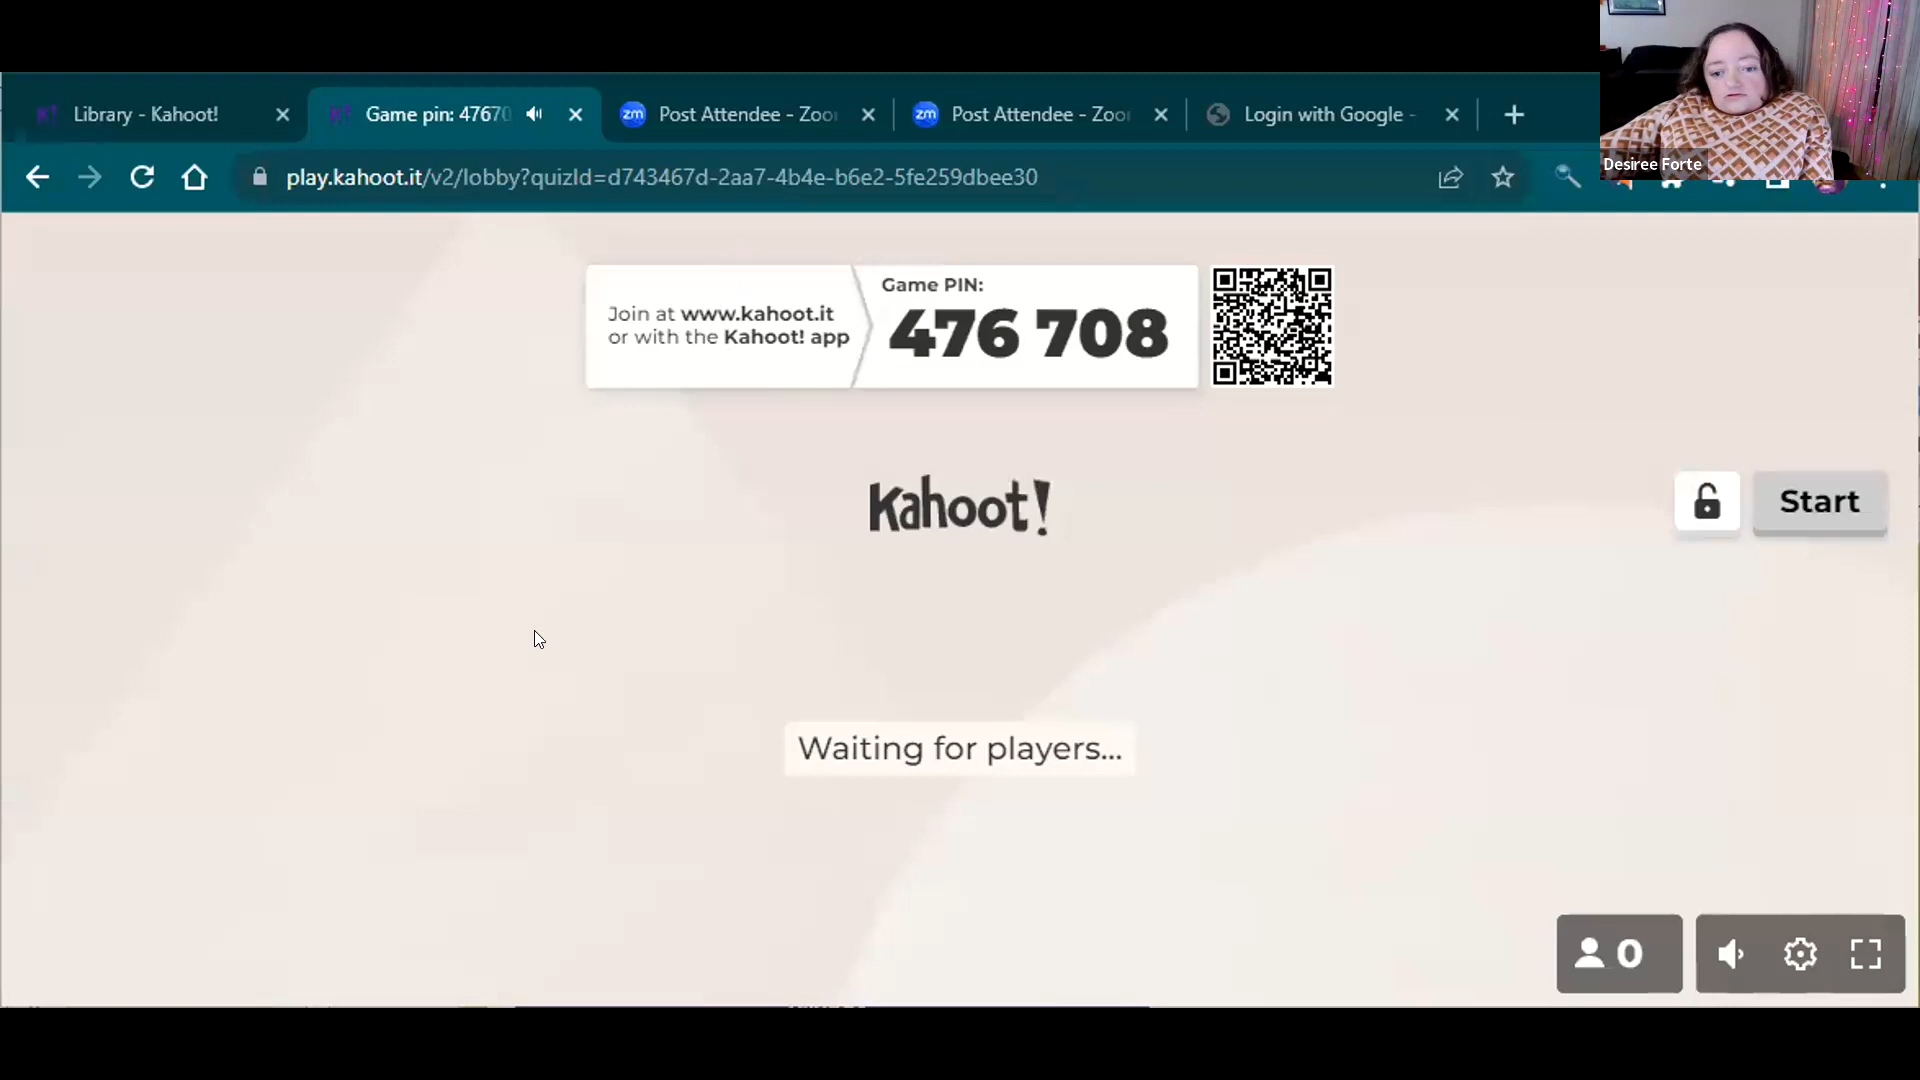 Library - Kahoot!
Game pin: 47670
Post Attendee - Zoo
Post Attendee - Zoo
Login with Google -
Desiree Forte
play.kahoot.it/v2/lobby?quizId=d743467d-2aa7-4b4e-b6e2-5fe259dbee30
Join at www.kahoot.it
or with the Kahoot! app
Game PIN:
476 708
Kahoot!
Start
Waiting for players...
0